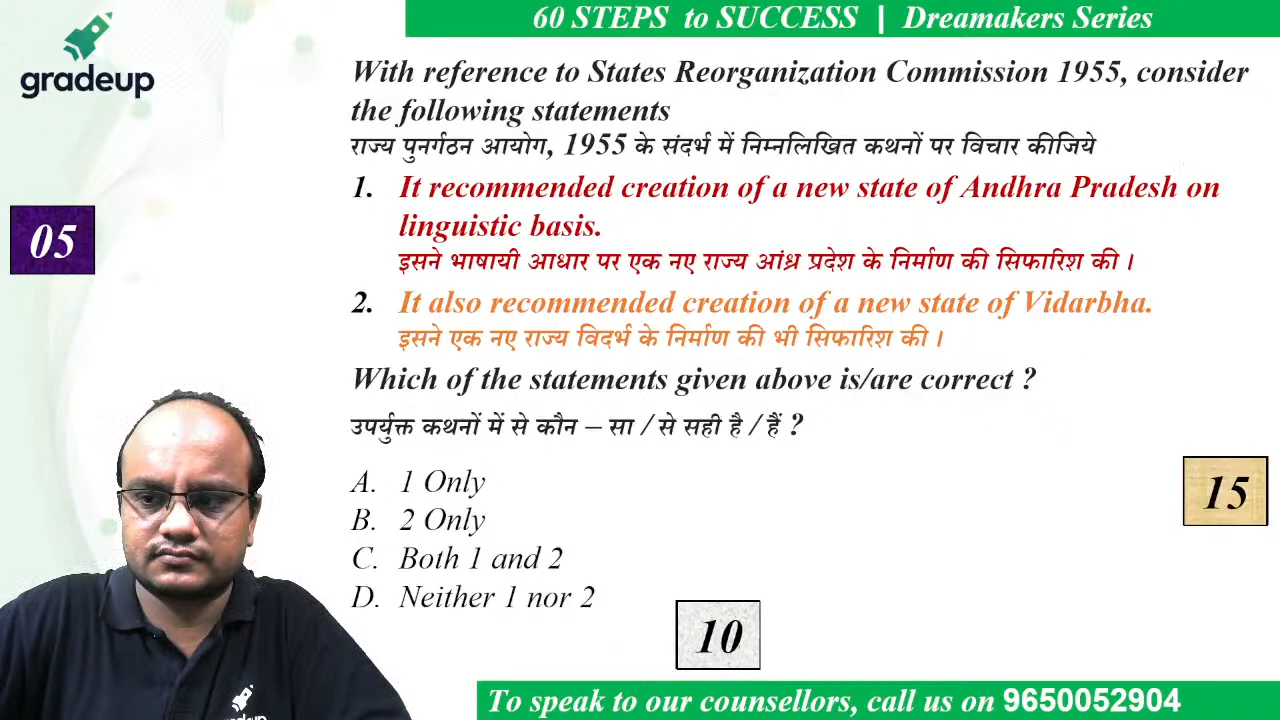 60 STEPS to SUCCESS | Dreamakers Series
gradeup
With reference to States Reorganization Commission 1955, consider
the following statements
राज्य पुनर्गठन आयोग, 1955 के संदर्भ में निम्नलिखित कथनों पर विचार कीजिये
1. It recommended creation of a new state of Andhra Pradesh on
linguistic basis.
05
इसने भाषायी आधार पर एक नए राज्य आंध्र प्रदेश के निर्माण की सिफारिश की।
2. It also recommended creation of a new state of Vidarbha.
इसने एक नए राज्य विदर्भ के निर्माण की भी सिफारिश की।
Which of the statements given above is/are correct ?
उपर्युक्त कथनों में से कौन – सा / से सही है / हैं ?
A. 1 Only
15
B. 2 Only
C. Both 1 and 2
D. Neither 1 nor 2
10
gradeup
To speak to our counsellors, call us on 9650052904